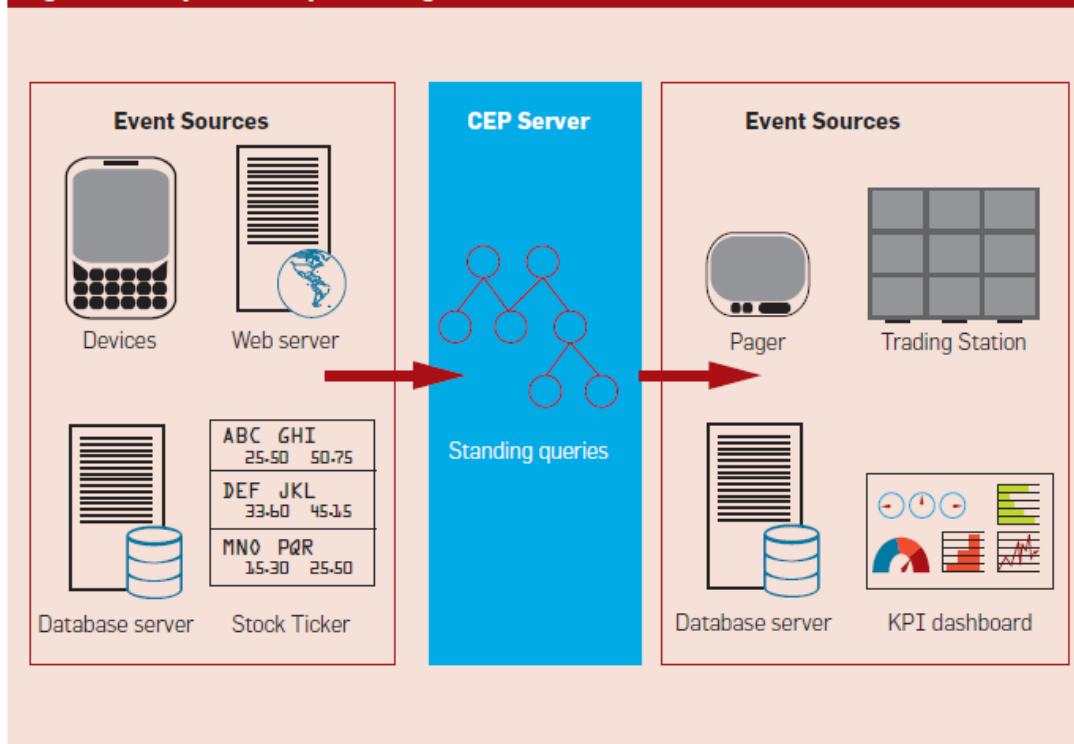 Event Sources
Devices
Web server
Database server
ABC GHI
25.50 50.75
DEF JKL
33.60 45.15
MNO PQR
15.30 25.50
Stock Ticker
CEP Server
Standing queries
Event Sources
Pager
Trading Station
Database server
KPI dashboard